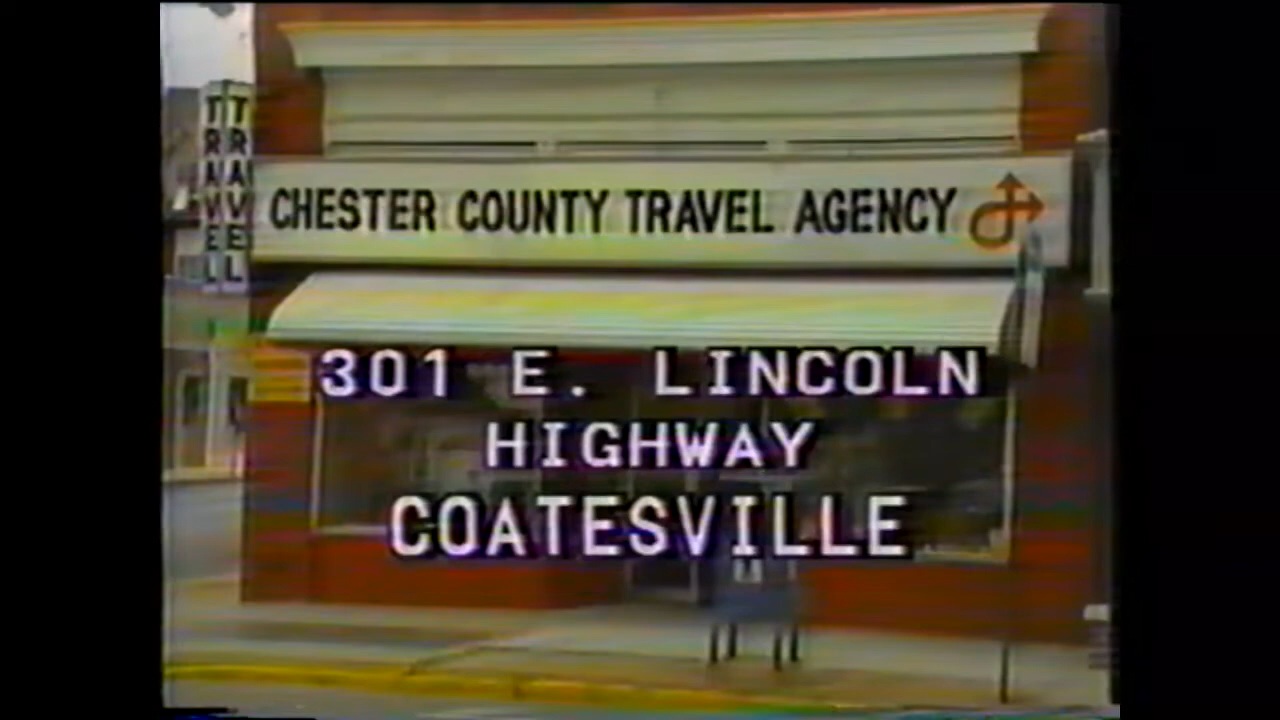 TRAVEL
TRAVEL
CHESTER COUNTY TRAVEL AGENCY
301 E. LINCOLN
HIGHWAY
COATESVILLE